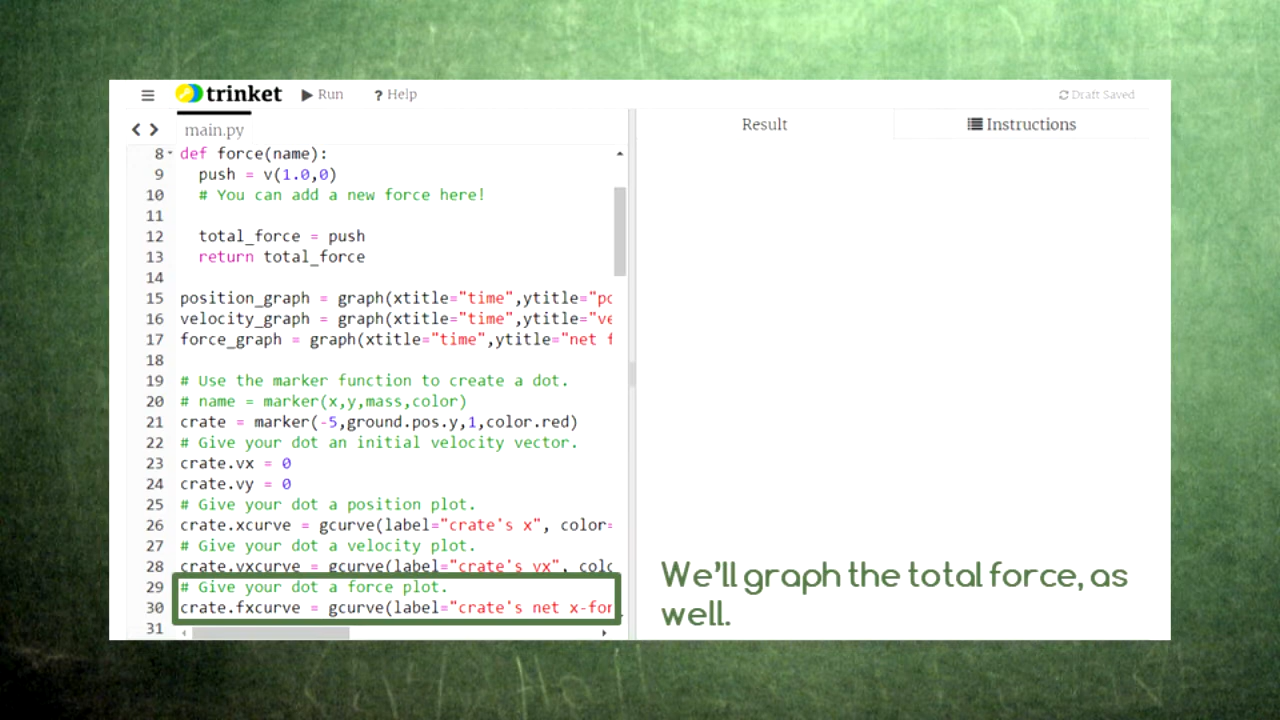 trinket Run ? Help Draft Saved
main.py
Result Instructions
8 def force(name):
9 push = v(1.0,0)
10 # You can add a new force here!
11
12 total_force = push
13 return total_force
14
15 position_graph = graph(xtitle="time",ytitle="po
16 velocity_graph = graph(xtitle="time",ytitle="ve
17 force_graph = graph(xtitle="time",ytitle="net f
18
19 # Use the marker function to create a dot.
20 # name = marker(x,y,mass,color)
21 crate = marker(-5,ground.pos.y,1,color.red)
22 # Give your dot an initial velocity vector.
23 crate.vx = 0
24 crate.vy = 0
25 # Give your dot a position plot.
26 crate.xcurve = gcurve(label="crate's x", color=
27 # Give your dot a velocity plot.
28 crate.vxcurve = gcurve(label="crate's vx", colo
29 # Give your dot a force plot.
30 crate.fxcurve = gcurve(label="crate's net x-for
31
We'll graph the total force, as
well.